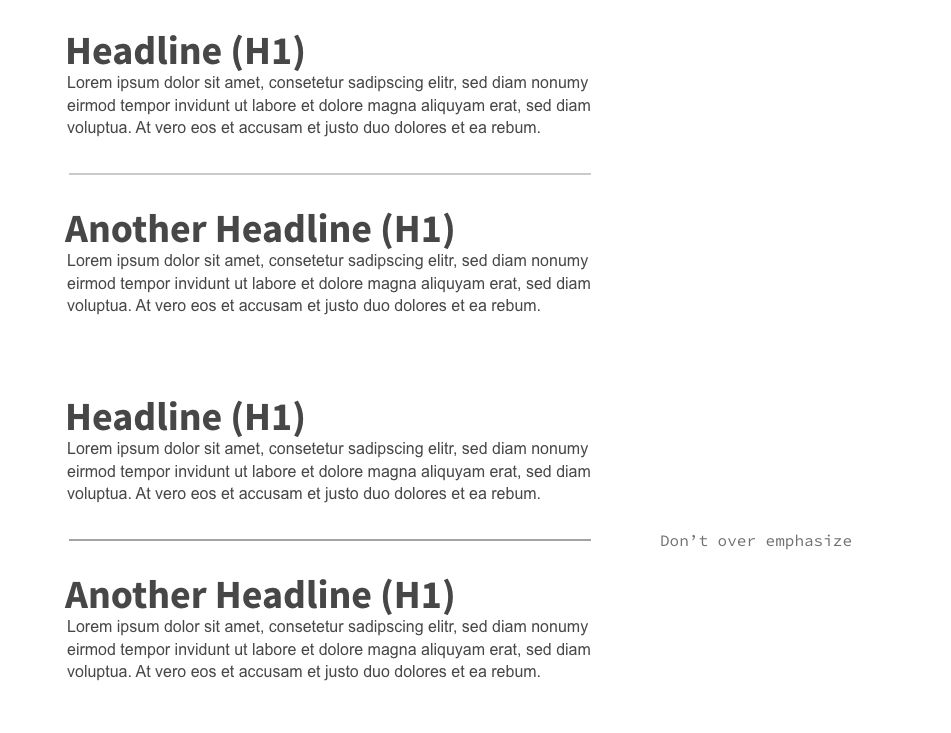 Headline (H1)
Lorem ipsum dolor sit amet, consetetur sadipscing elitr, sed diam nonumy
eirmod tempor invidunt ut labore et dolore magna aliquyam erat, sed diam
voluptua. At vero eos et accusam et justo duo dolores et ea rebum.
Another Headline (H1)
Lorem ipsum dolor sit amet, consetetur sadipscing elitr, sed diam nonumy
eirmod tempor invidunt ut labore et dolore magna aliquyam erat, sed diam
voluptua. At vero eos et accusam et justo duo dolores et ea rebum.
Headline (H1)
Lorem ipsum dolor sit amet, consetetur sadipscing elitr, sed diam nonumy
eirmod tempor invidunt ut labore et dolore magna aliquyam erat, sed diam
voluptua. At vero eos et accusam et justo duo dolores et ea rebum.
Don’t over emphasize
Another Headline (H1)
Lorem ipsum dolor sit amet, consetetur sadipscing elitr, sed diam nonumy
eirmod tempor invidunt ut labore et dolore magna aliquyam erat, sed diam
voluptua. At vero eos et accusam et justo duo dolores et ea rebum.